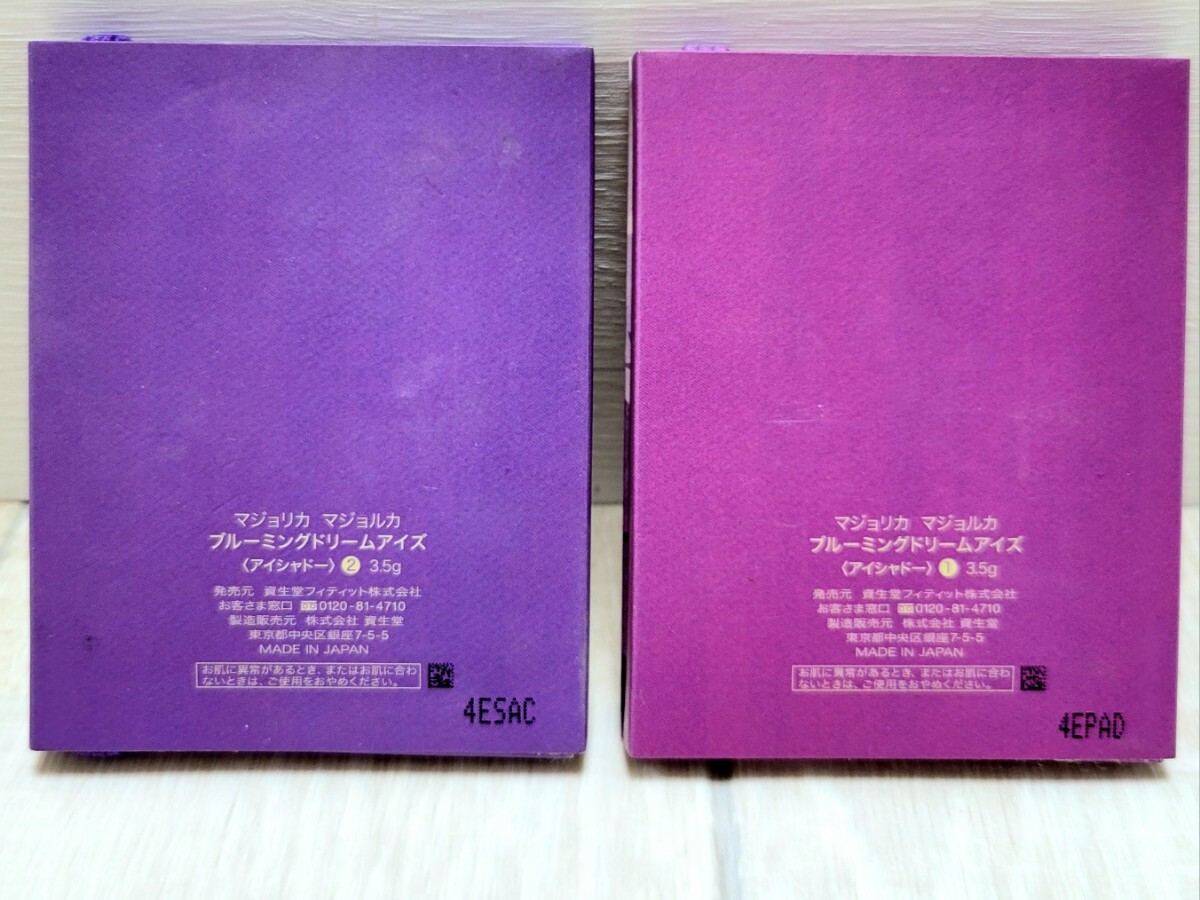 マジョリカ マジョルカ
ブルーミングドリームアイズ
〈アイシャドー〉 2 3.5g
発売元 資生堂フィティット株式会社
お客さま窓口 0120-81-4710
製造販売元 株式会社 資生堂
東京都中央区銀座7-5-5
MADE IN JAPAN
お肌に異常があるとき、またはお肌に合わ
ないときは、ご使用をおやめください。
4ESAC
マジョリカ マジョルカ
ブルーミングドリームアイズ
〈アイシャドー〉 1 3.5g
発売元 資生堂フィティット株式会社
お客さま窓口 0120-81-4710
製造販売元 株式会社 資生堂
東京都中央区銀座7-5-5
MADE IN JAPAN
お肌に異常があるとき、またはお肌に合わ
ないときは、ご使用をおやめください。
4EPAD